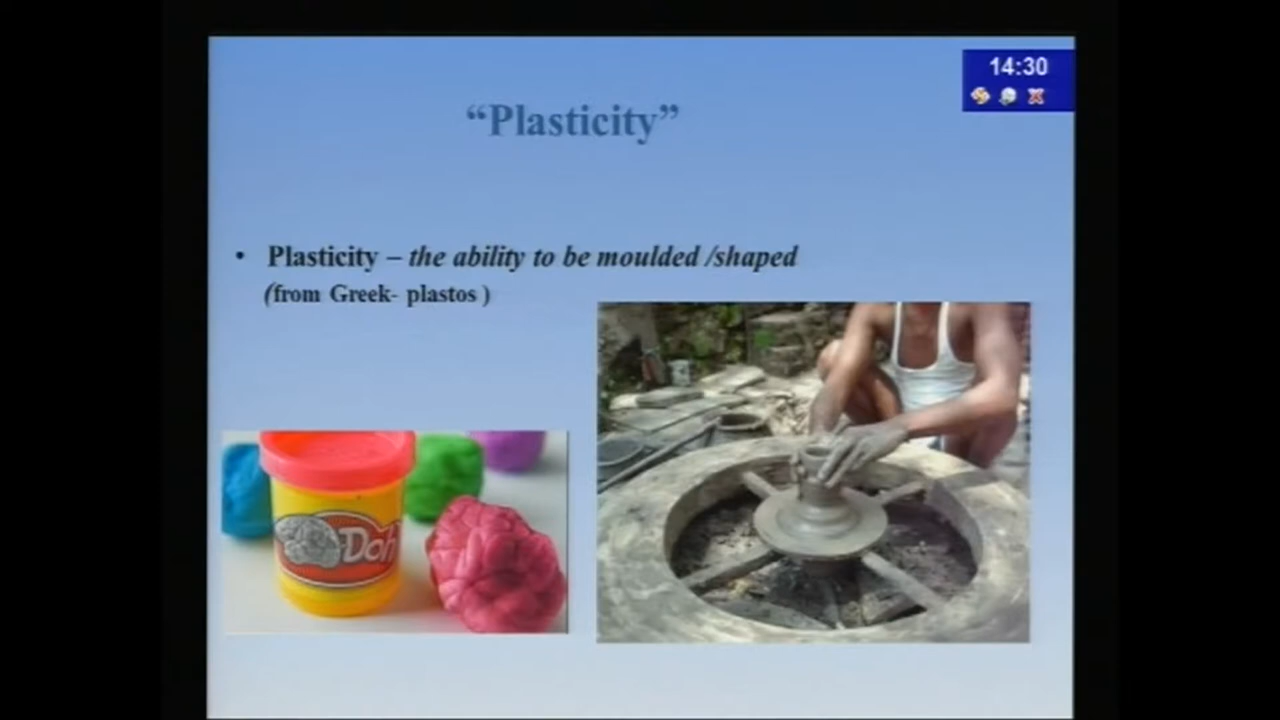 14:30
“Plasticity”
• Plasticity – the ability to be moulded /shaped
(from Greek- plastos )
Doh